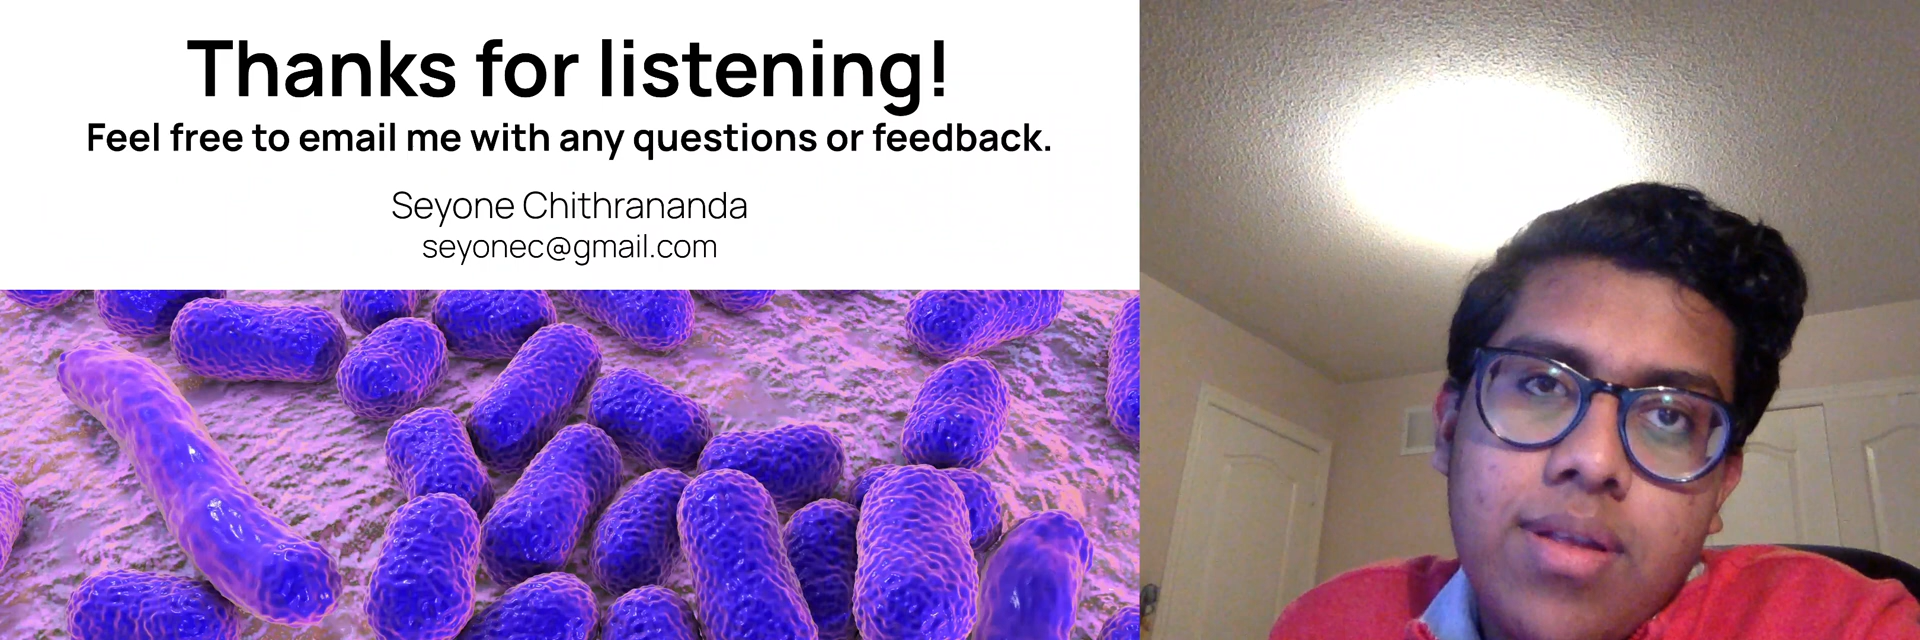 Thanks for listening!
Feel free to email me with any questions or feedback.
Seyone Chithrananda
seyonec@gmail.com